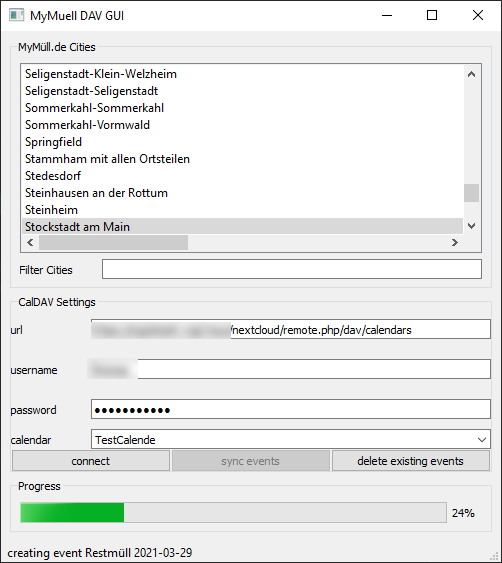 MyMuell DAV GUI
MyMüll.de Cities
Seligenstadt-Klein-Welzheim
Seligenstadt-Seligenstadt
Sommerkahl-Sommerkahl
Sommerkahl-Vormwald
Springfield
Stammham mit allen Ortsteilen
Stedesdorf
Steinhausen an der Rottum
Steinheim
Stockstadt am Main
Filter Cities
CalDAV Settings
url /nextcloud/remote.php/dav/calendars
username
password ●●●●●●●●●●●
calendar TestCalende
connect sync events delete existing events
Progress
24%
creating event Restmüll 2021-03-29